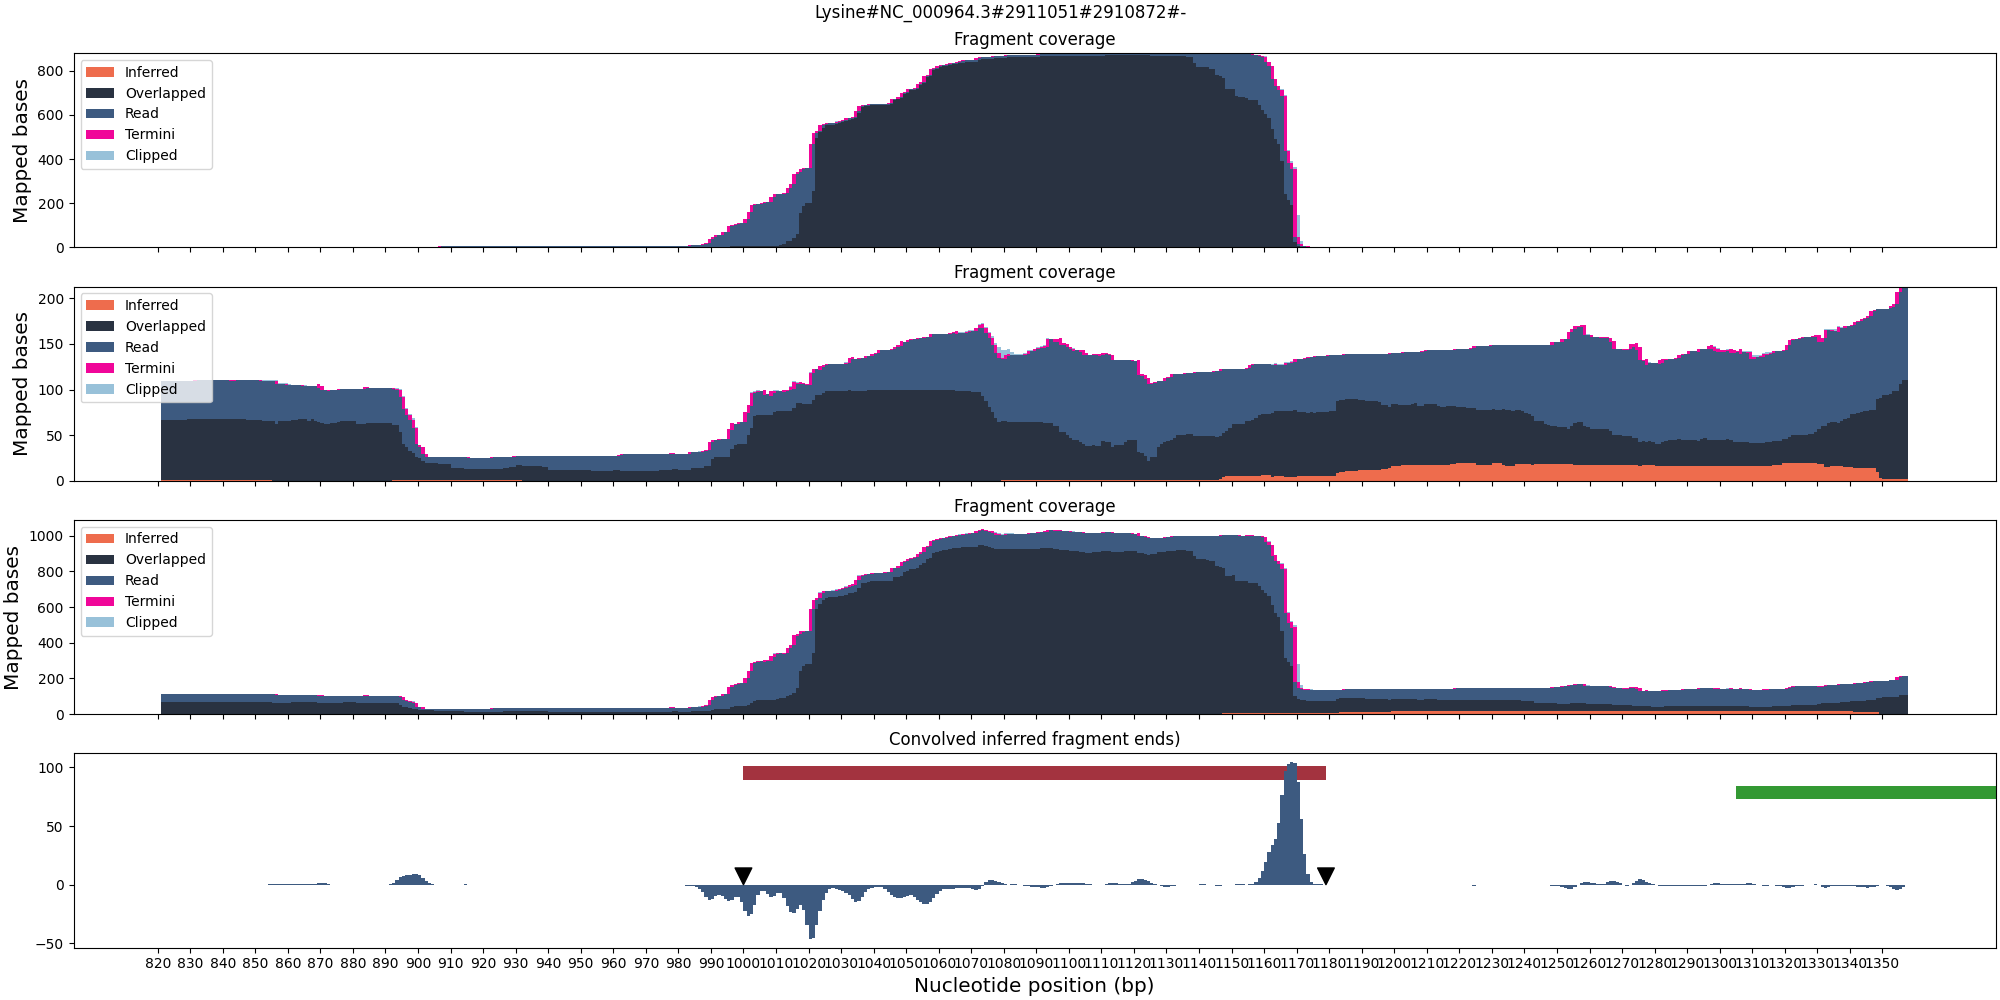 Lysine#NC_000964.3#2911051#2910872#-
Fragment coverage
Mapped bases
800
600
400
200
0
Inferred
Overlapped
Read
Termini
Clipped
Fragment coverage
Mapped bases
200
150
100
50
0
Inferred
Overlapped
Read
Termini
Clipped
Fragment coverage
Mapped bases
1000
800
600
400
200
0
Inferred
Overlapped
Read
Termini
Clipped
Convolved inferred fragment ends)
100
50
0
−50
820 830 840 850 860 870 880 890 900 910 920 930 940 950 960 970 980 990 1000 1010 1020 1030 1040 1050 1060 1070 1080 1090 1100 1110 1120 1130 1140 1150 1160 1170 1180 1190 1200 1210 1220 1230 1240 1250 1260 1270 1280 1290 1300 1310 1320 1330 1340 1350
Nucleotide position (bp)